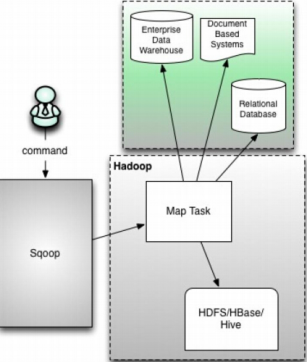 Enterprise
Data
Warehouse
Document
Based
Systems
Relational
Database
command
Hadoop
Map Task
Sqoop
HDFS/HBase/
Hive